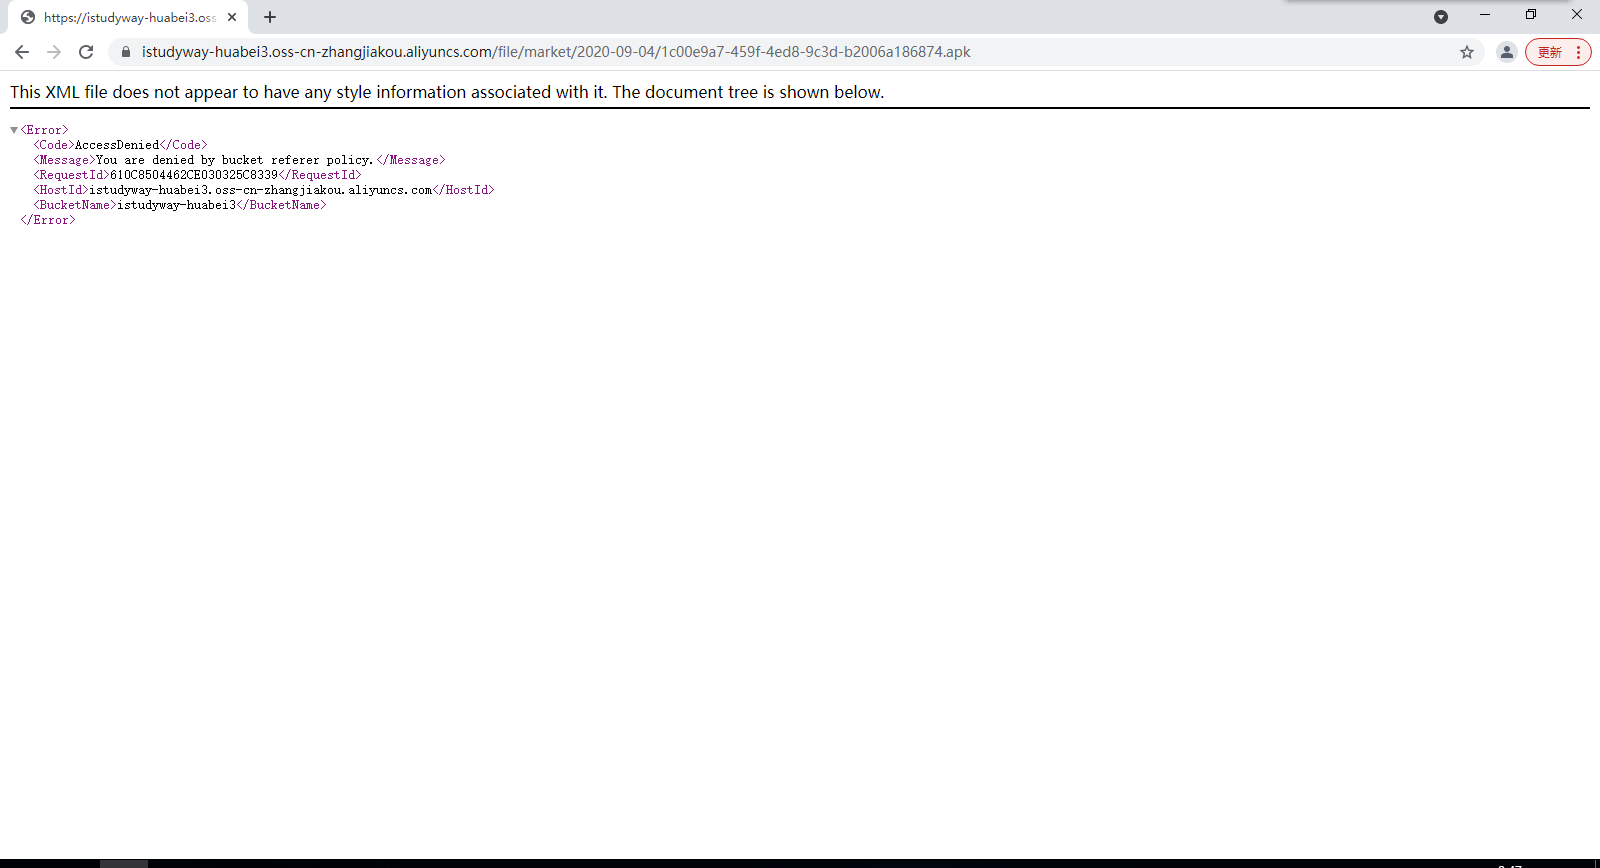 https://istudyway-huabei3.oss
istudyway-huabei3.oss-cn-zhangjiakou.aliyuncs.com/file/market/2020-09-04/1c00e9a7-459f-4ed8-9c3d-b2006a186874.apk
更新
This XML file does not appear to have any style information associated with it. The document tree is shown below.
<Error>
<Code>AccessDenied</Code>
<Message>You are denied by bucket referer policy.</Message>
<RequestId>610C8504462CE030325C8339</RequestId>
<HostId>istudyway-huabei3.oss-cn-zhangjiakou.aliyuncs.com</HostId>
<BucketName>istudyway-huabei3</BucketName>
</Error>